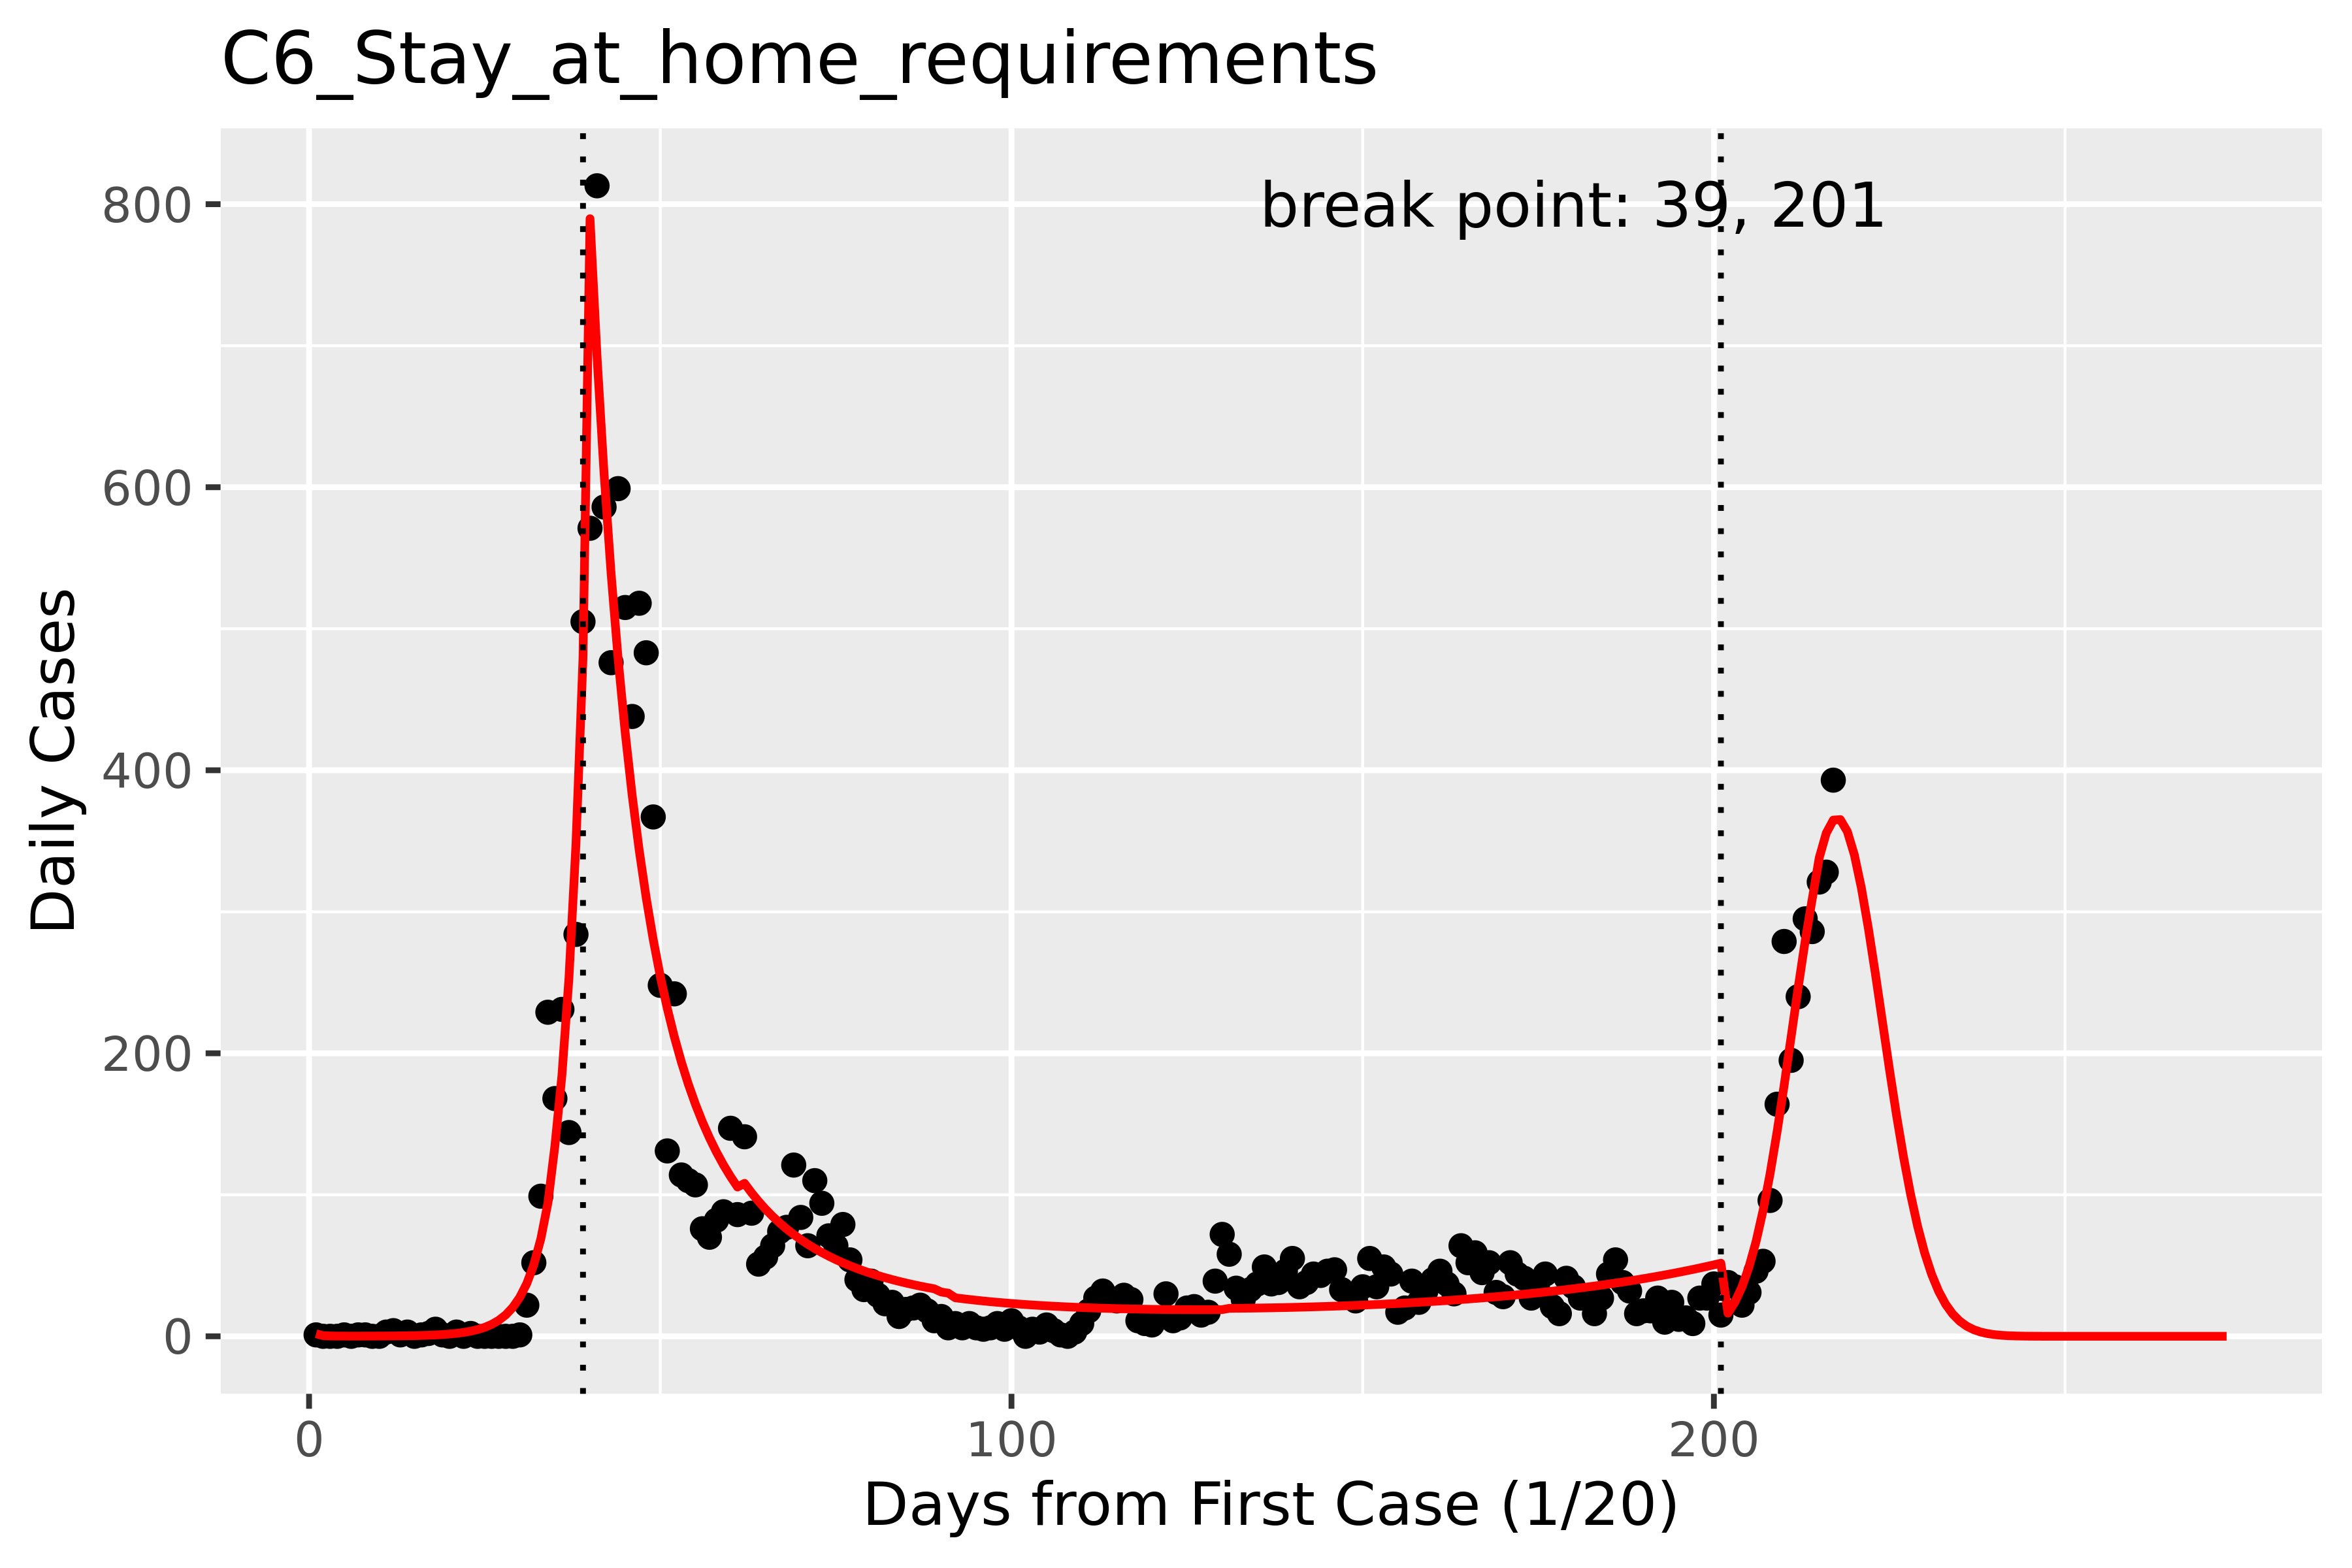 C6_Stay_at_home_requirements
break point: 39, 201
Daily Cases
800
600
400
200
0
0 100 200
Days from First Case (1/20)